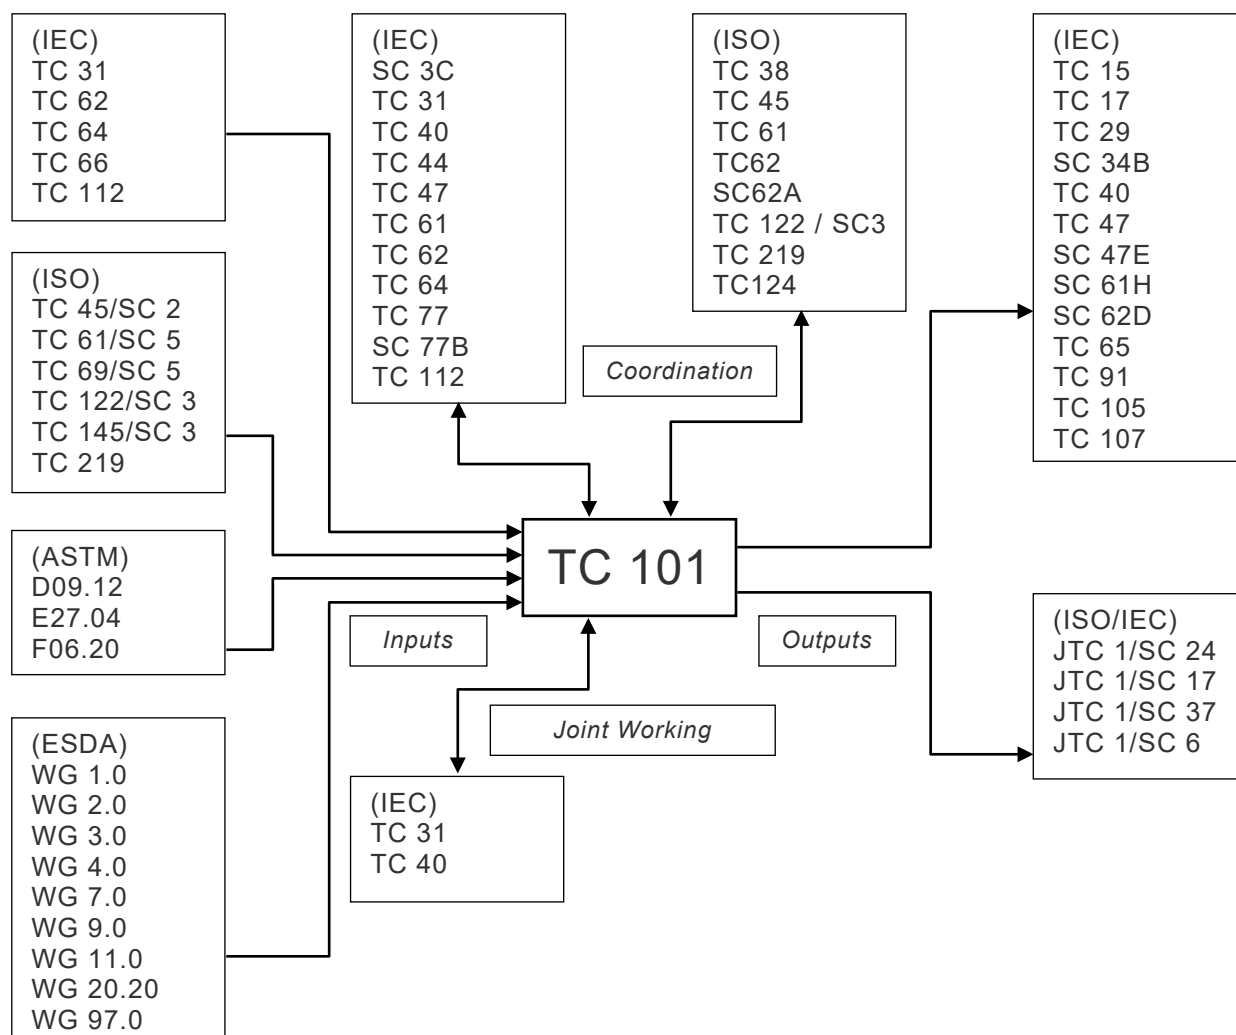 (IEC)
TC 31
TC 62
TC 64
TC 66
TC 112
(ISO)
TC 45/SC 2
TC 61/SC 5
TC 69/SC 5
TC 122/SC 3
TC 145/SC 3
TC 219
(ASTM)
D09.12
E27.04
F06.20
(ESDA)
WG 1.0
WG 2.0
WG 3.0
WG 4.0
WG 7.0
WG 9.0
WG 11.0
WG 20.20
WG 97.0
(IEC)
SC 3C
TC 31
TC 40
TC 44
TC 47
TC 61
TC 62
TC 64
TC 77
SC 77B
TC 112
(ISO)
TC 38
TC 45
TC 61
TC62
SC62A
TC 122 / SC3
TC 219
TC124
Coordination
TC 101
Inputs
Outputs
Joint Working
(IEC)
TC 31
TC 40
(IEC)
TC 15
TC 17
TC 29
SC 34B
TC 40
TC 47
SC 47E
SC 61H
SC 62D
TC 65
TC 91
TC 105
TC 107
(ISO/IEC)
JTC 1/SC 24
JTC 1/SC 17
JTC 1/SC 37
JTC 1/SC 6